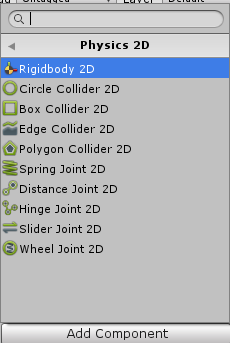 Untagged Layer Default
Physics 2D
Rigidbody 2D
Circle Collider 2D
Box Collider 2D
Edge Collider 2D
Polygon Collider 2D
Spring Joint 2D
Distance Joint 2D
Hinge Joint 2D
Slider Joint 2D
Wheel Joint 2D
Add Component